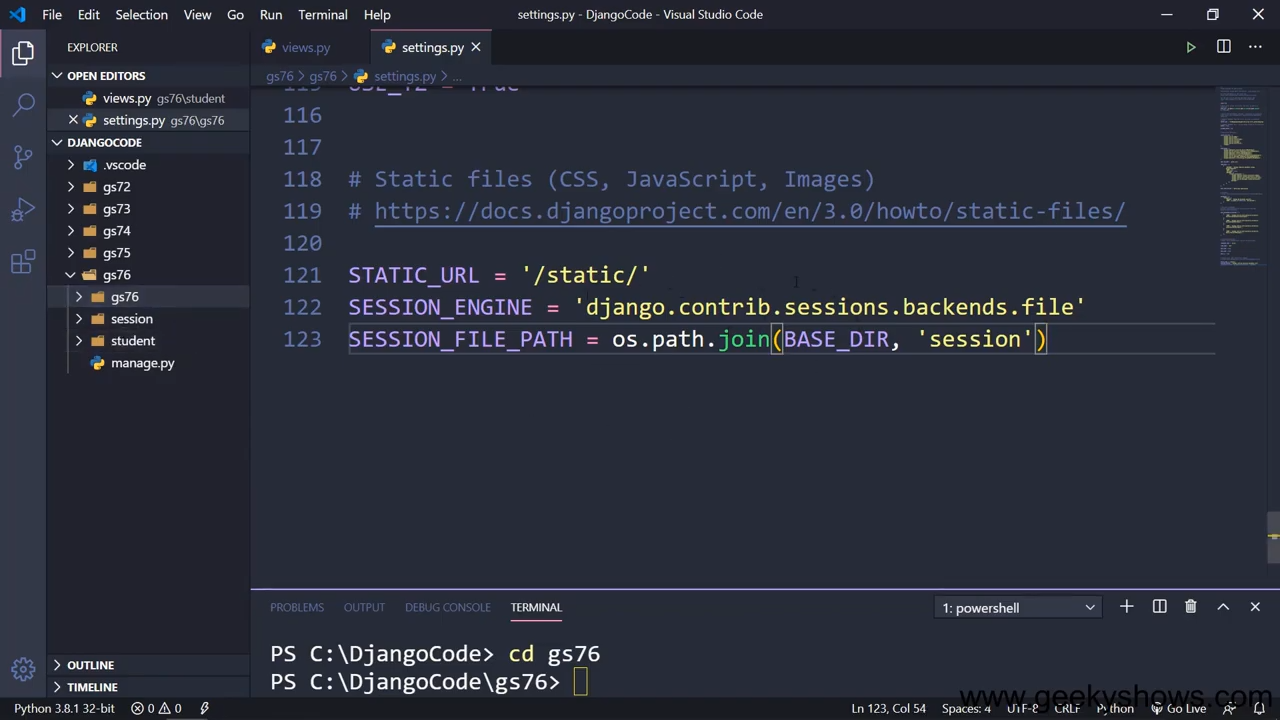 File Edit Selection View Go Run Terminal Help settings.py - DjangoCode - Visual Studio Code
EXPLORER
OPEN EDITORS
views.py gs76\student
settings.py gs76\gs76
DJANGOCODE
.vscode
gs72
gs73
gs74
gs75
gs76
gs76
session
student
manage.py
OUTLINE
TIMELINE
views.py settings.py
gs76 > gs76 > settings.py > ...
116
117
118 # Static files (CSS, JavaScript, Images)
119 # https://docs.djangoproject.com/en/3.0/howto/static-files/
120
121 STATIC_URL = '/static/'
122 SESSION_ENGINE = 'django.contrib.sessions.backends.file'
123 SESSION_FILE_PATH = os.path.join(BASE_DIR, 'session')
PROBLEMS OUTPUT DEBUG CONSOLE TERMINAL 1: powershell
PS C:\DjangoCode> cd gs76
PS C:\DjangoCode\gs76>
www.geekyshows.com
Python 3.8.1 32-bit 0 0 Ln 123, Col 54 Spaces: 4 UTF-8 CRLF Python Go Live